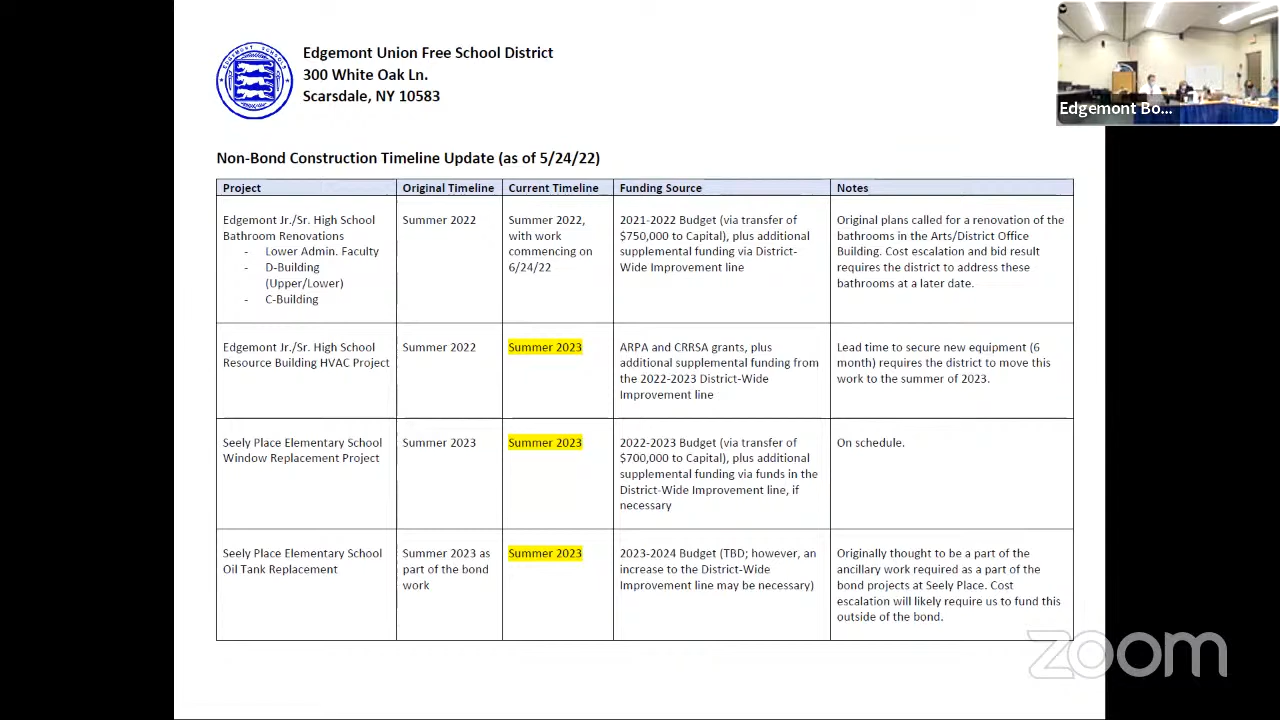 Edgemont Union Free School District
300 White Oak Ln.
Scarsdale, NY 10583
Edgemont Bo...
Non-Bond Construction Timeline Update (as of 5/24/22)
Project Original Timeline Current Timeline Funding Source Notes
Edgemont Jr./Sr. High School
Bathroom Renovations
- Lower Admin. Faculty
- D-Building
(Upper/Lower)
- C-Building
Summer 2022
Summer 2022,
with work
commencing on
6/24/22
2021-2022 Budget (via transfer of
$750,000 to Capital), plus additional
supplemental funding via District-
Wide Improvement line
Original plans called for a renovation of the
bathrooms in the Arts/District Office
Building. Cost escalation and bid result
requires the district to address these
bathrooms at a later date.
Edgemont Jr./Sr. High School
Resource Building HVAC Project
Summer 2022
Summer 2023
ARPA and CRRSA grants, plus
additional supplemental funding from
the 2022-2023 District-Wide
Improvement line
Lead time to secure new equipment (6
month) requires the district to move this
work to the summer of 2023.
Seely Place Elementary School
Window Replacement Project
Summer 2023
Summer 2023
2022-2023 Budget (via transfer of
$700,000 to Capital), plus additional
supplemental funding via funds in the
District-Wide Improvement line, if
necessary
On schedule.
Seely Place Elementary School
Oil Tank Replacement
Summer 2023 as
part of the bond
work
Summer 2023
2023-2024 Budget (TBD; however, an
increase to the District-Wide
Improvement line may be necessary)
Originally thought to be a part of the
ancillary work required as a part of the
bond projects at Seely Place. Cost
escalation will likely require us to fund this
outside of the bond.
zoom